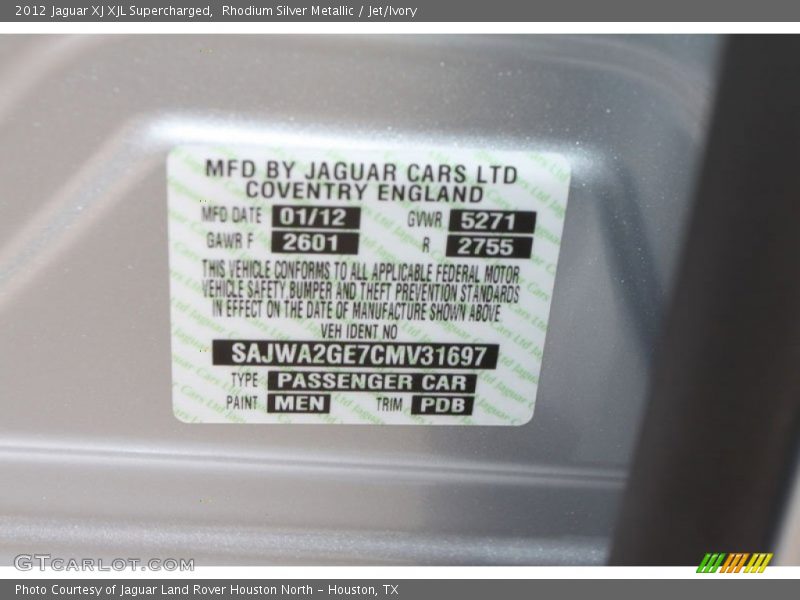 2012 Jaguar XJ XJL Supercharged, Rhodium Silver Metallic / Jet/Ivory
MFD BY JAGUAR CARS LTD
COVENTRY ENGLAND
MFD DATE 01/12 GVWR 5271
GAWR F 2601 R 2755
THIS VEHICLE CONFORMS TO ALL APPLICABLE FEDERAL MOTOR
VEHICLE SAFETY, BUMPER AND THEFT PREVENTION STANDARDS
IN EFFECT ON THE DATE OF MANUFACTURE SHOWN ABOVE
VEH IDENT NO
SAJWA2GE7CMV31697
TYPE PASSENGER CAR
PAINT MEN TRIM PDB
GTCARLOT.COM
Photo Courtesy of Jaguar Land Rover Houston North - Houston, TX